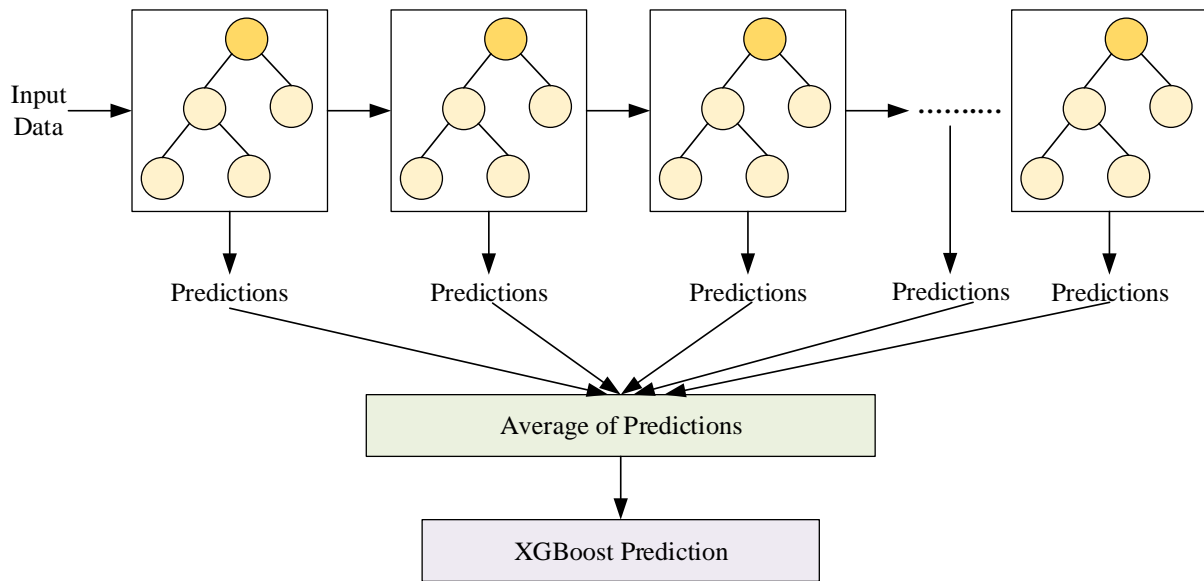 Input
Data
..........
Predictions
Predictions
Predictions
Predictions
Predictions
Average of Predictions
XGBoost Prediction